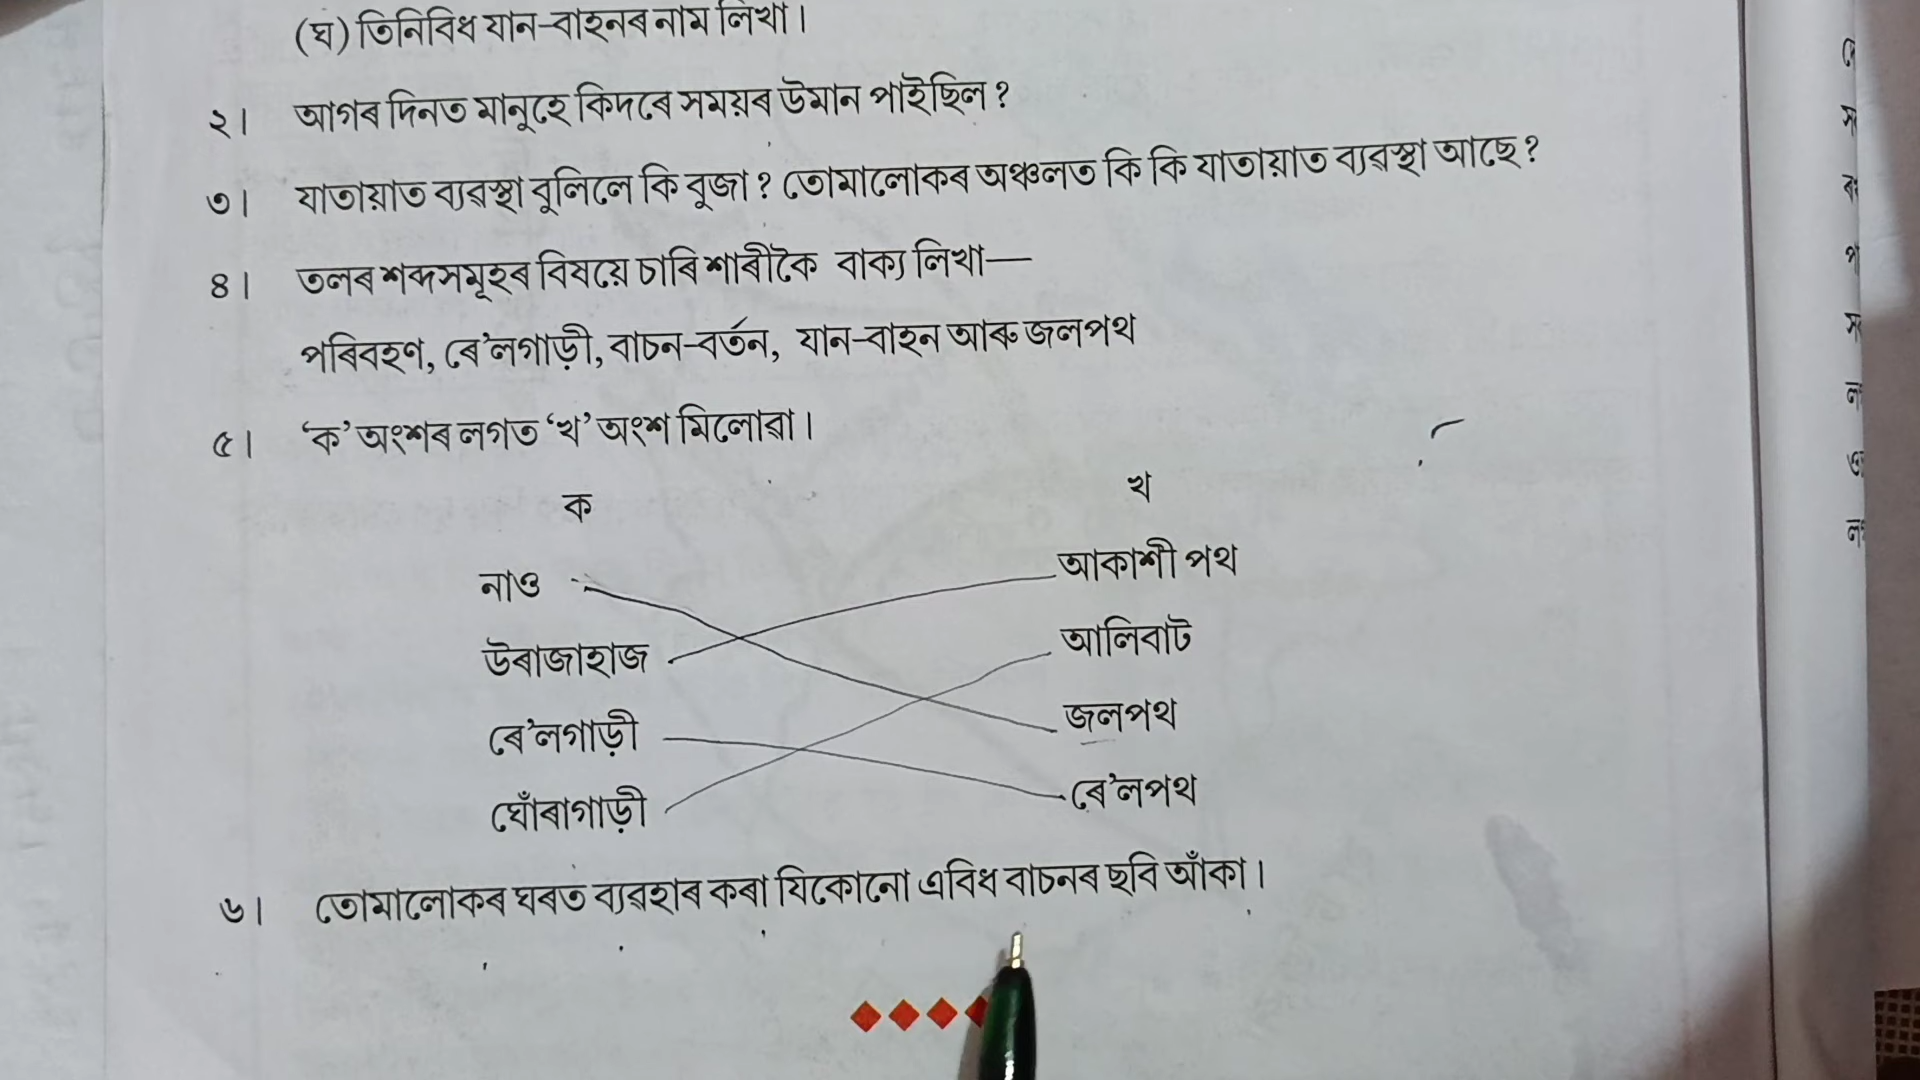 (ঘ) তিনিবিধ যান-বাহনৰ নাম লিখা।
২। আগৰ দিনত মানুহে কিদৰে সময়ৰ উমান পাইছিল ?
৩। যাতায়াত ব্যৱস্থা বুলিলে কি বুজা ? তোমালোকৰ অঞ্চলত কি কি যাতায়াত ব্যৱস্থা আছে ?
৪। তলৰ শব্দসমূহৰ বিষয়ে চাৰি শাৰীকৈ বাক্য লিখা—
পৰিবহণ, ৰে’লগাড়ী, বাচন-বৰ্তন, যান-বাহন আৰু জলপথ
৫। ‘ক’ অংশৰ লগত ‘খ’ অংশ মিলোৱা।
ক খ
নাও আকাশী পথ
উৰাজাহাজ আলিবাট
ৰে’লগাড়ী জলপথ
ঘোঁৰাগাড়ী ৰে’লপথ
৬। তোমালোকৰ ঘৰত ব্যৱহাৰ কৰা যিকোনো এবিধ বাচনৰ ছবি আঁকা।